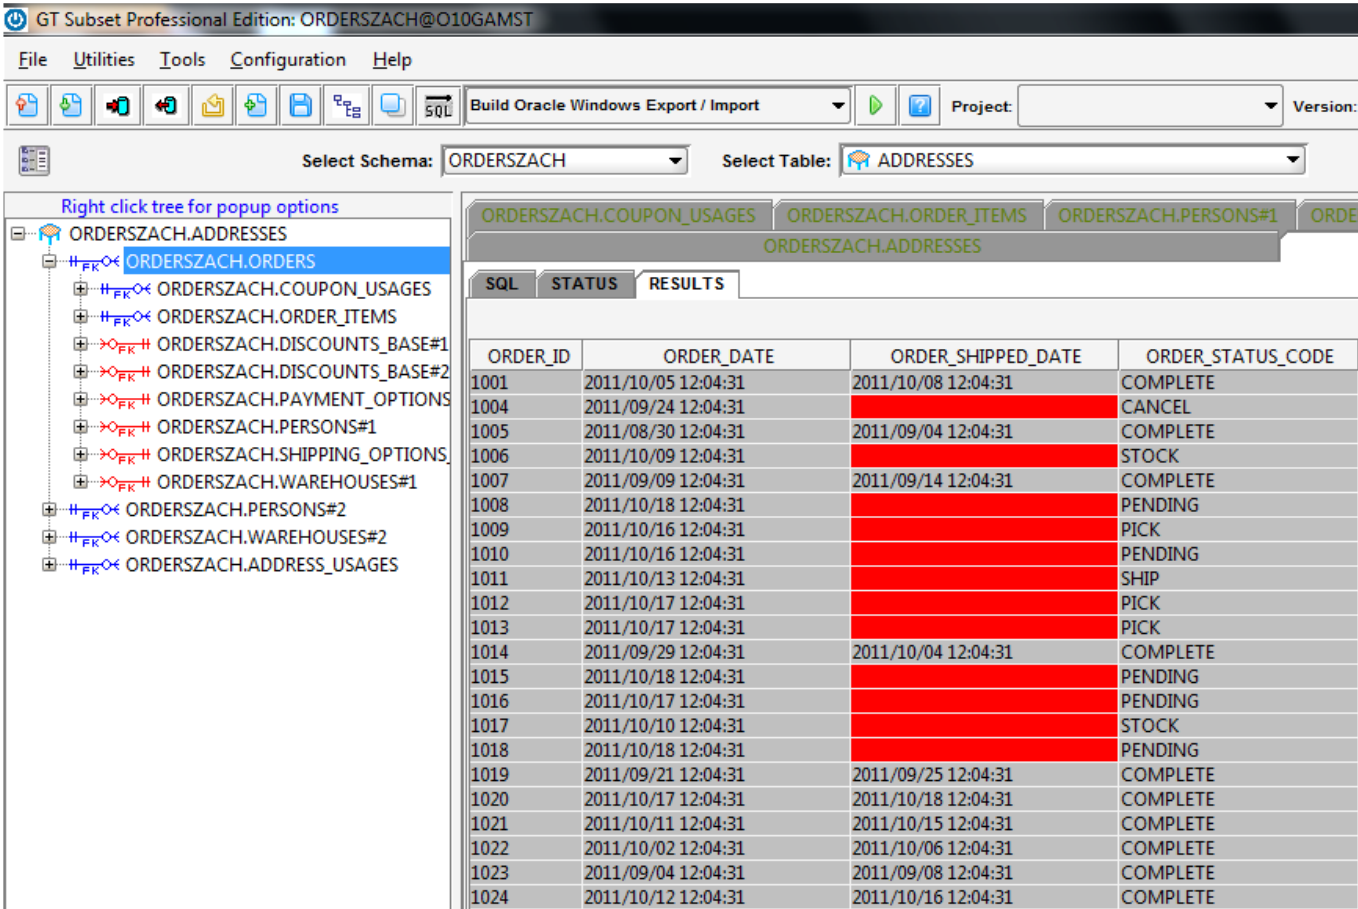 GT Subset Professional Edition: ORDERSZACH@O10GAMST
File Utilities Tools Configuration Help
SQL Build Oracle Windows Export / Import ? Project: Version:
Select Schema: ORDERSZACH Select Table: ADDRESSES
Right click tree for popup options
ORDERSZACH.ADDRESSES
FK ORDERSZACH.ORDERS
FK ORDERSZACH.COUPON_USAGES
FK ORDERSZACH.ORDER_ITEMS
FK ORDERSZACH.DISCOUNTS_BASE#1
FK ORDERSZACH.DISCOUNTS_BASE#2
FK ORDERSZACH.PAYMENT_OPTIONS
FK ORDERSZACH.PERSONS#1
FK ORDERSZACH.SHIPPING_OPTIONS_
FK ORDERSZACH.WAREHOUSES#1
FK ORDERSZACH.PERSONS#2
FK ORDERSZACH.WAREHOUSES#2
FK ORDERSZACH.ADDRESS_USAGES
ORDERSZACH.COUPON_USAGES ORDERSZACH.ORDER_ITEMS ORDERSZACH.PERSONS#1 ORDE
ORDERSZACH.ADDRESSES
SQL STATUS RESULTS
ORDER_ID ORDER_DATE ORDER_SHIPPED_DATE ORDER_STATUS_CODE
1001 2011/10/05 12:04:31 2011/10/08 12:04:31 COMPLETE
1004 2011/09/24 12:04:31 CANCEL
1005 2011/08/30 12:04:31 2011/09/04 12:04:31 COMPLETE
1006 2011/10/09 12:04:31 STOCK
1007 2011/09/09 12:04:31 2011/09/14 12:04:31 COMPLETE
1008 2011/10/18 12:04:31 PENDING
1009 2011/10/16 12:04:31 PICK
1010 2011/10/16 12:04:31 PENDING
1011 2011/10/13 12:04:31 SHIP
1012 2011/10/17 12:04:31 PICK
1013 2011/10/17 12:04:31 PICK
1014 2011/09/29 12:04:31 2011/10/04 12:04:31 COMPLETE
1015 2011/10/18 12:04:31 PENDING
1016 2011/10/17 12:04:31 PENDING
1017 2011/10/10 12:04:31 STOCK
1018 2011/10/18 12:04:31 PENDING
1019 2011/09/21 12:04:31 2011/09/25 12:04:31 COMPLETE
1020 2011/10/17 12:04:31 2011/10/18 12:04:31 COMPLETE
1021 2011/10/11 12:04:31 2011/10/15 12:04:31 COMPLETE
1022 2011/10/02 12:04:31 2011/10/06 12:04:31 COMPLETE
1023 2011/09/04 12:04:31 2011/09/08 12:04:31 COMPLETE
1024 2011/10/12 12:04:31 2011/10/16 12:04:31 COMPLETE